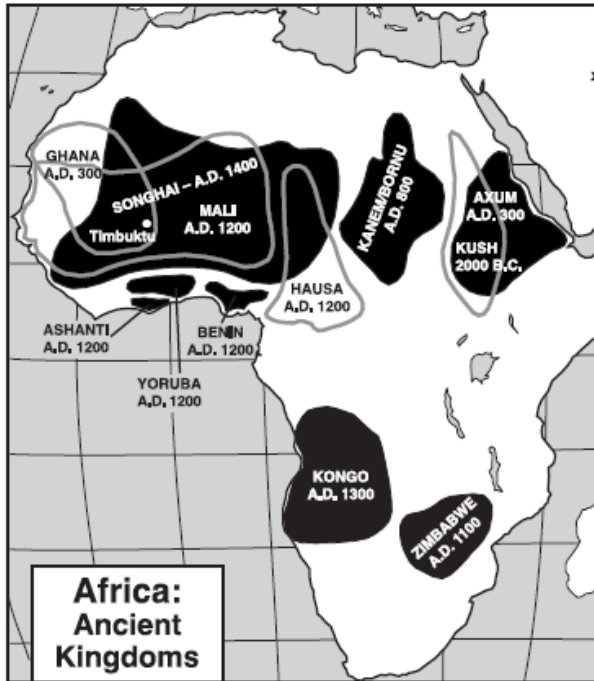 GHANA
A.D. 300
SONGHAI – A.D. 1400
MALI
A.D. 1200
Timbuktu
KANEM/BORNU
A.D. 800
AXUM
A.D. 300
KUSH
2000 B.C.
HAUSA
A.D. 1200
ASHANTI
A.D. 1200
BENIN
A.D. 1200
YORUBA
A.D. 1200
KONGO
A.D. 1300
ZIMBABWE
A.D. 1100
Africa:
Ancient
Kingdoms